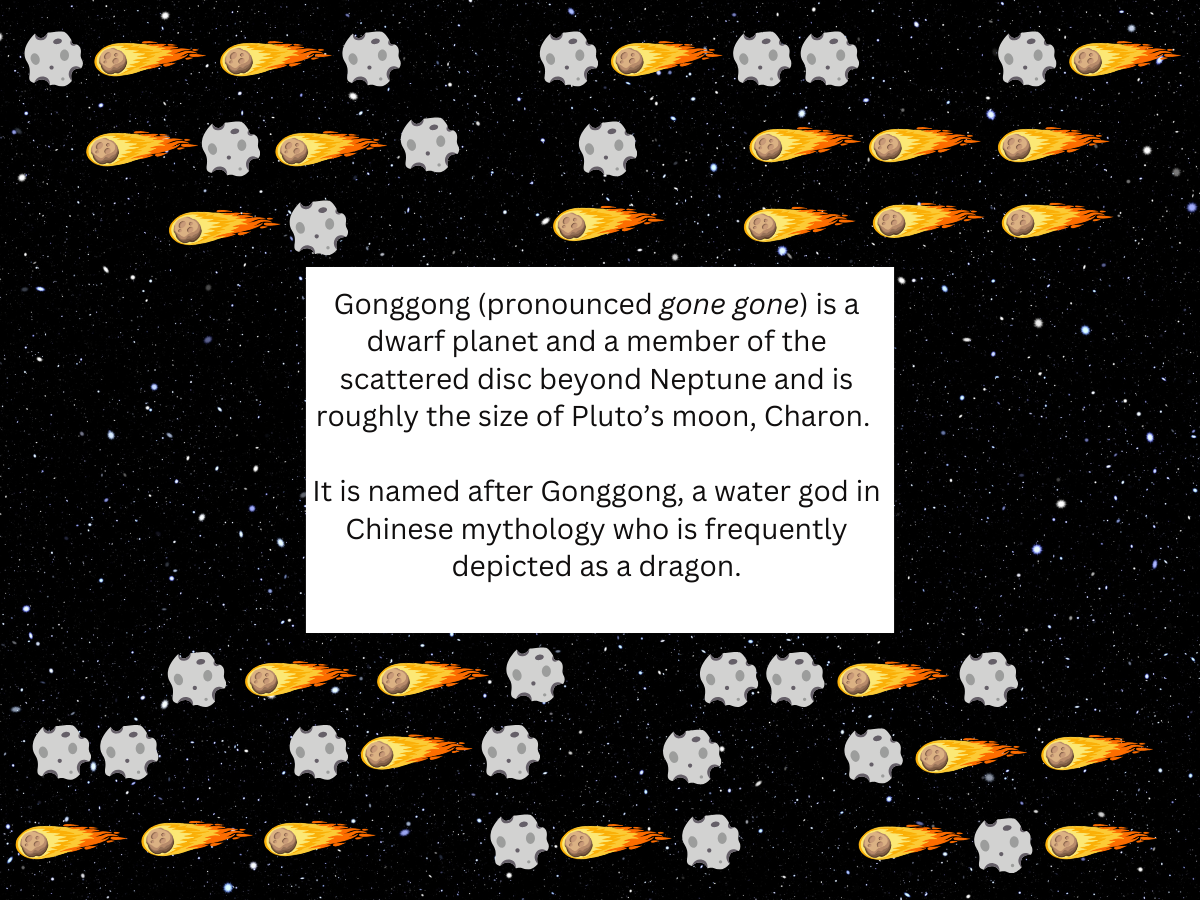 Gonggong (pronounced gone gone) is a
dwarf planet and a member of the
scattered disc beyond Neptune and is
roughly the size of Pluto’s moon, Charon.
It is named after Gonggong, a water god in
Chinese mythology who is frequently
depicted as a dragon.